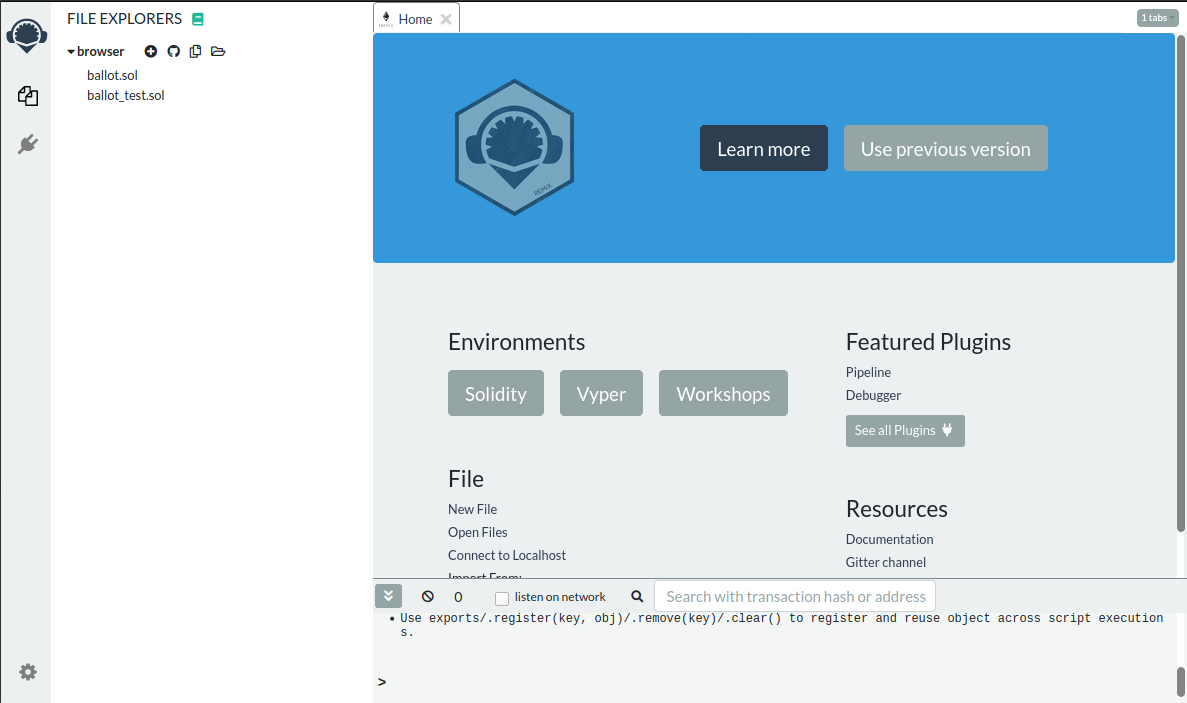 FILE EXPLORERS
browser
ballot.sol
ballot_test.sol
Home
1 tabs
REMIX
Learn more
Use previous version
Environments
Solidity
Vyper
Workshops
Featured Plugins
Pipeline
Debugger
See all Plugins
File
New File
Open Files
Connect to Localhost
Import From:
Resources
Documentation
Gitter channel
0
listen on network
Search with transaction hash or address
• Use exports/.register(key, obj)/.remove(key)/.clear() to register and reuse object across script execution
s.
>